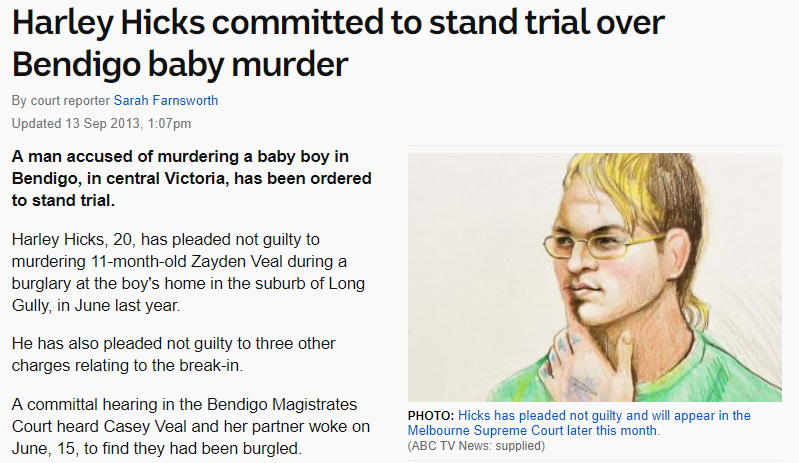 Harley Hicks committed to stand trial over
Bendigo baby murder
By court reporter Sarah Farnsworth
Updated 13 Sep 2013, 1:07pm
A man accused of murdering a baby boy in
Bendigo, in central Victoria, has been ordered
to stand trial.
Harley Hicks, 20, has pleaded not guilty to
murdering 11-month-old Zayden Veal during a
burglary at the boy's home in the suburb of Long
Gully, in June last year.
He has also pleaded not guilty to three other
charges relating to the break-in.
A committal hearing in the Bendigo Magistrates
Court heard Casey Veal and her partner woke on
June, 15, to find they had been burgled.
PHOTO: Hicks has pleaded not guilty and will appear in the
Melbourne Supreme Court later this month.
(ABC TV News: supplied)